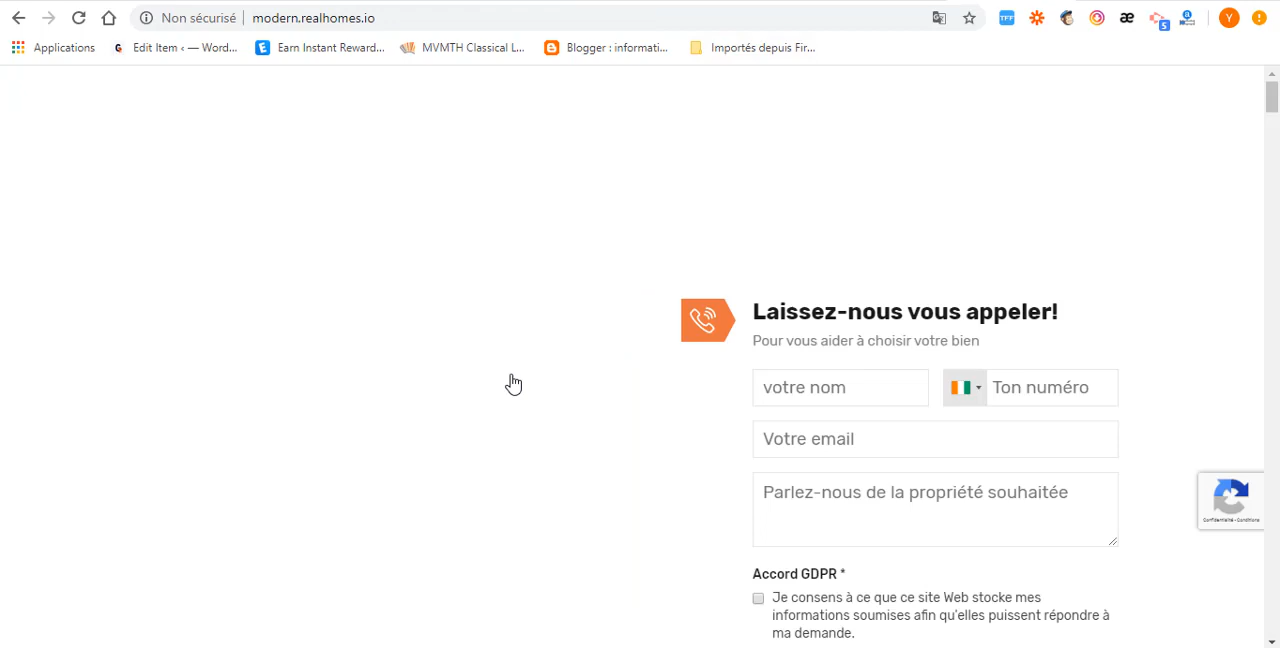 Non sécurisé modern.realhomes.io
Applications Edit Item ‹ — Word... Earn Instant Reward... MVMTH Classical L... Blogger : informati... Importés depuis Fir...
Laissez-nous vous appeler!
Pour vous aider à choisir votre bien
votre nom Ton numéro
Votre email
Parlez-nous de la propriété souhaitée
Confidentialité - Conditions
Accord GDPR *
Je consens à ce que ce site Web stocke mes
informations soumises afin qu'elles puissent répondre à
ma demande.